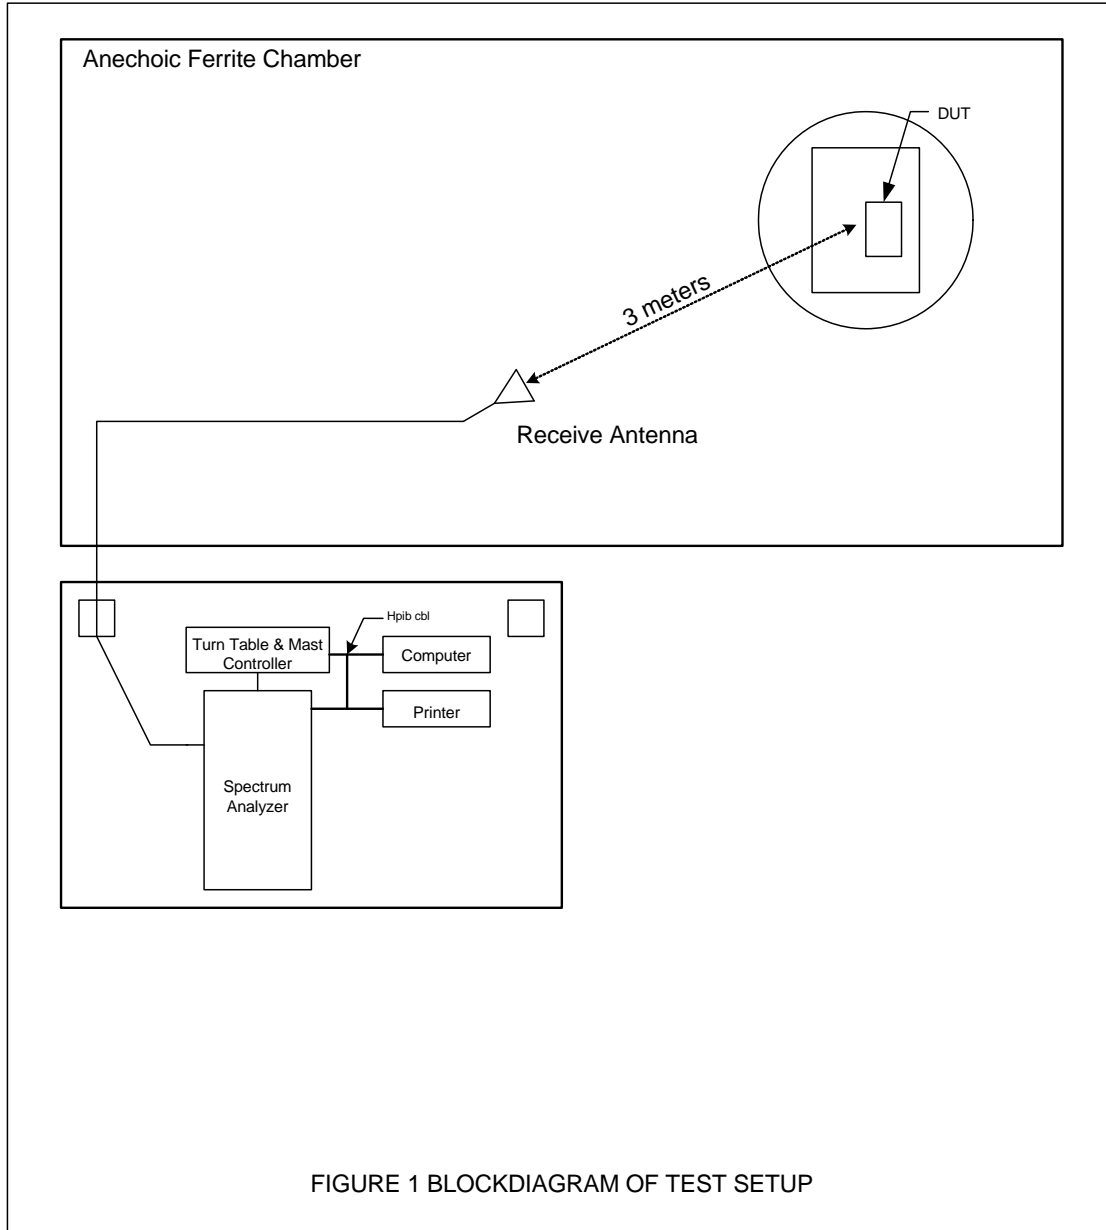 Anechoic Ferrite Chamber
DUT
3 meters
Receive Antenna
Hpib cbl
Turn Table & Mast
Controller
Computer
Printer
Spectrum
Analyzer
FIGURE 1 BLOCKDIAGRAM OF TEST SETUP